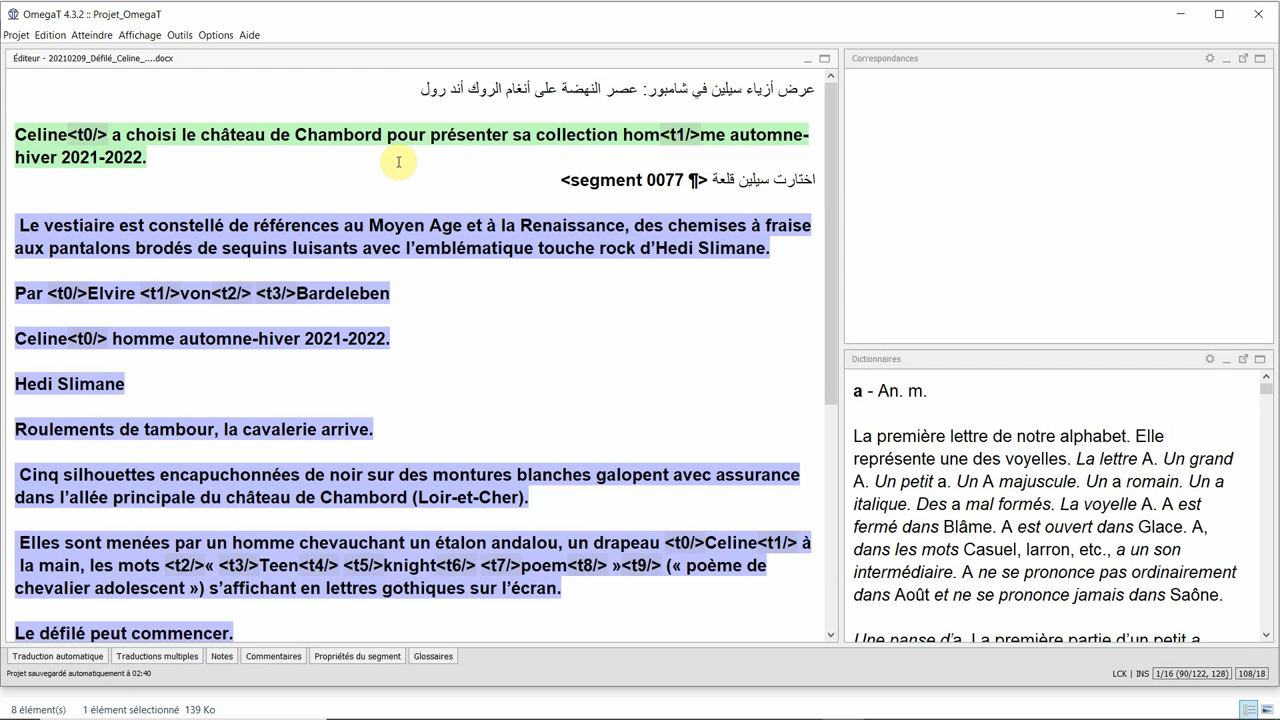 OmegaT 4.3.2 :: Projet_OmegaT
Projet Edition Atteindre Affichage Outils Options Aide
Éditeur - 20210209_Défilé_Celine_....docx
عرض أزياء سيلين في شامبور: عصر النهضة على أنغام الروك أند رول
Celine<t0/> a choisi le château de Chambord pour présenter sa collection hom<t1/>me automne-
hiver 2021-2022.
اختارت سيلين قلعة <segment 0077 ¶>
Le vestiaire est constellé de références au Moyen Age et à la Renaissance, des chemises à fraise
aux pantalons brodés de sequins luisants avec l’emblématique touche rock d’Hedi Slimane.
Par <t0/>Elvire <t1/>von<t2/> <t3/>Bardeleben
Celine<t0/> homme automne-hiver 2021-2022.
Hedi Slimane
Roulements de tambour, la cavalerie arrive.
Cinq silhouettes encapuchonnées de noir sur des montures blanches galopent avec assurance
dans l’allée principale du château de Chambord (Loir-et-Cher).
Elles sont menées par un homme chevauchant un étalon andalou, un drapeau <t0/>Celine<t1/> à
la main, les mots <t2/>« <t3/>Teen<t4/> <t5/>knight<t6/> <t7/>poem<t8/> »<t9/> (« poème de
chevalier adolescent ») s’affichant en lettres gothiques sur l’écran.
Le défilé peut commencer.
Correspondances
Dictionnaires
a - An. m.
La première lettre de notre alphabet. Elle
représente une des voyelles. La lettre A. Un grand
A. Un petit a. Un A majuscule. Un a romain. Un a
italique. Des a mal formés. La voyelle A. A est
fermé dans Blâme. A est ouvert dans Glace. A,
dans les mots Casuel, larron, etc., a un son
intermédiaire. A ne se prononce pas ordinairement
dans Août et ne se prononce jamais dans Saône.
Une panse d’a. La première partie d’un petit a
Traduction automatique Traductions multiples Notes Commentaires Propriétés du segment Glossaires
Projet sauvegardé automatiquement à 02:40
LCK | INS 1/16 (90/122, 128) 108/18
8 élément(s) 1 élément sélectionné 139 Ko